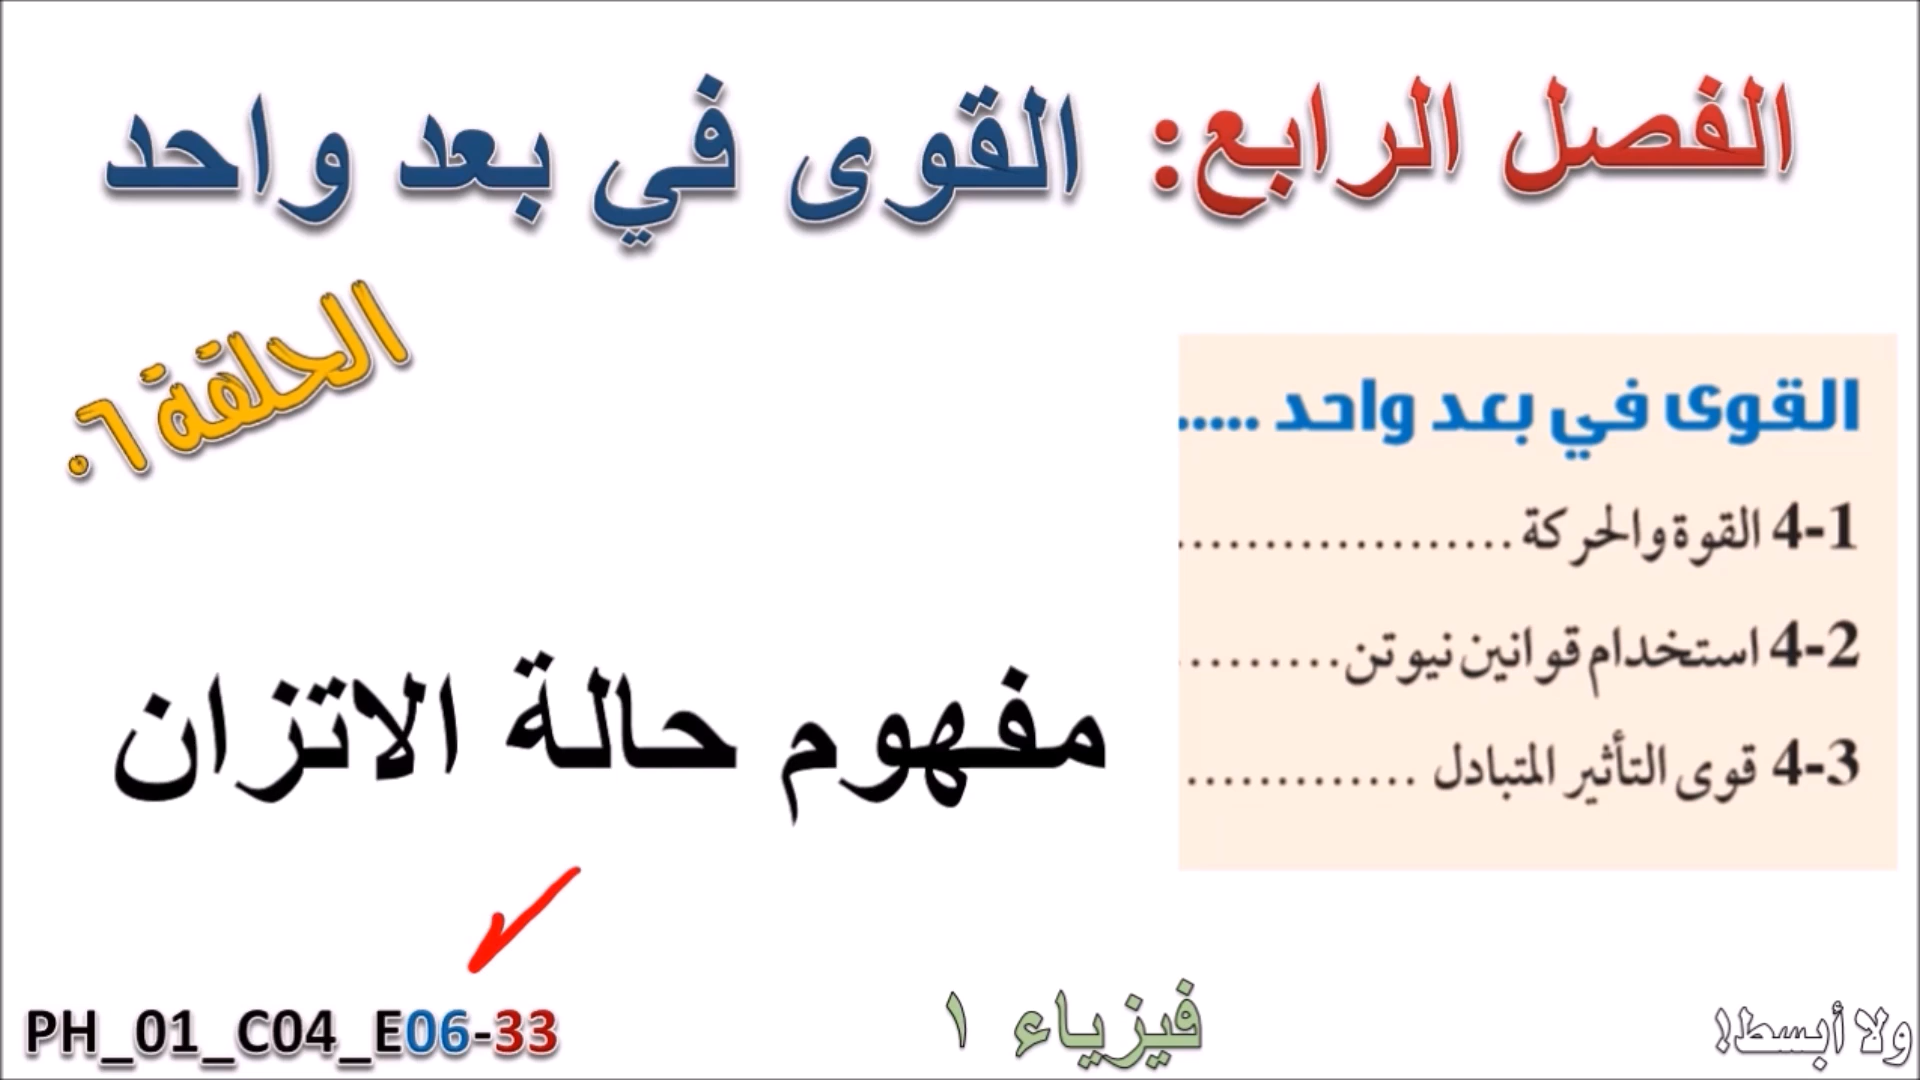 الفصل الرابع: القوى في بعد واحد
الحلقة ٠٦
القوى في بعد واحد .....
4-1 القوة والحركة ...................
4-2 استخدام قوانين نيوتن .........
4-3 قوى التأثير المتبادل .............
مفهوم حالة الاتزان
ولا أبسط!
فيزياء ١
PH_01_C04_E06-33